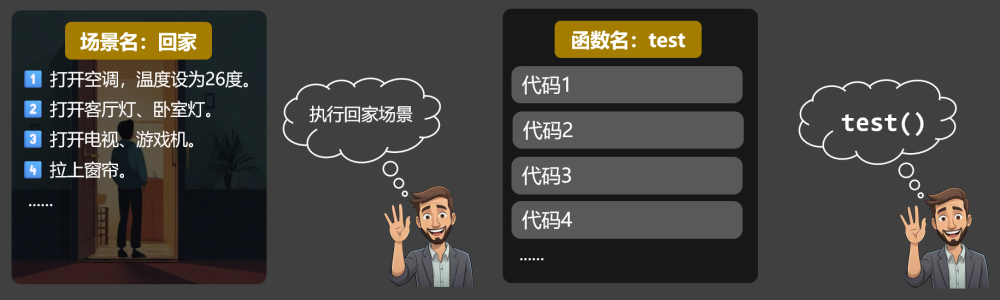 场景名：回家
1 打开空调，温度设为26度。
2 打开客厅灯、卧室灯。
3 打开电视、游戏机。
4 拉上窗帘。
......
执行回家场景
函数名：test
代码1
代码2
代码3
代码4
......
test()